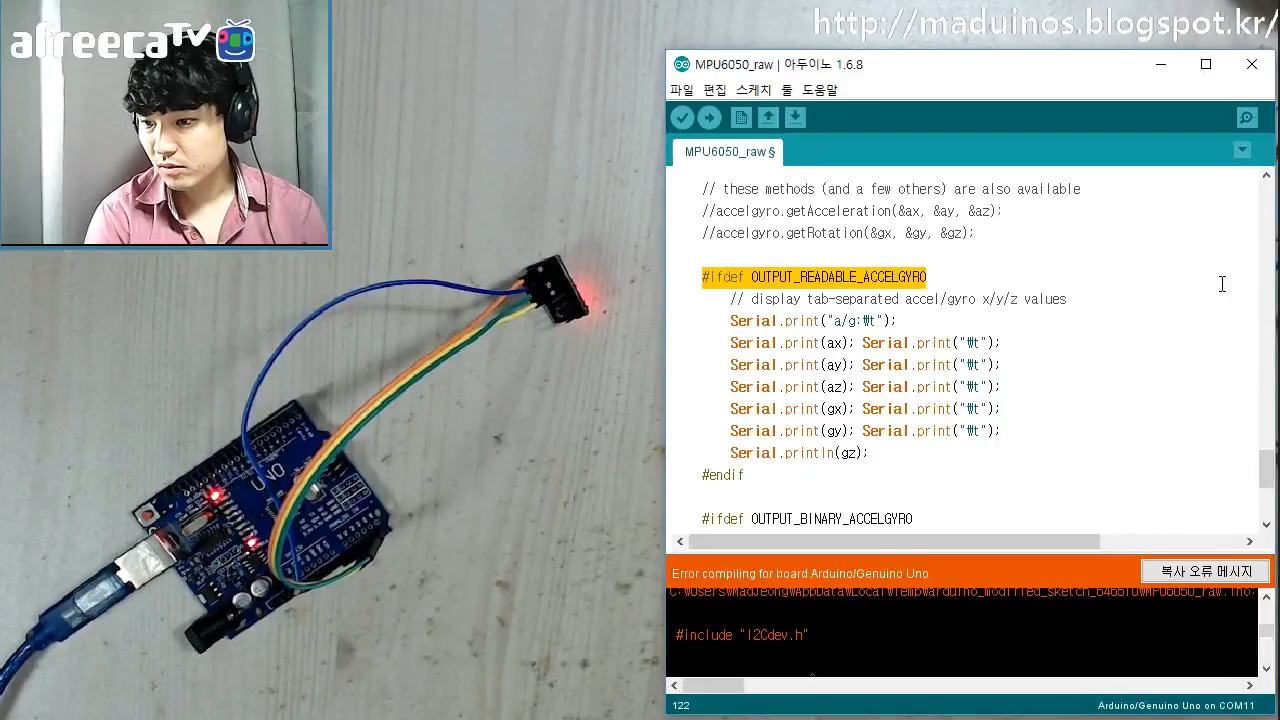 afreecaTV
http://maduinos.blogspot.kr/
MPU6050_raw | 아두이노 1.6.8
파일 편집 스케치 툴 도움말
MPU6050_raw §
// these methods (and a few others) are also available
//accelgyro.getAcceleration(&ax, &ay, &az);
//accelgyro.getRotation(&gx, &gy, &gz);
#ifdef OUTPUT_READABLE_ACCELGYRO
// display tab-separated accel/gyro x/y/z values
Serial.print("a/g:₩t");
Serial.print(ax); Serial.print("₩t");
Serial.print(ay); Serial.print("₩t");
Serial.print(az); Serial.print("₩t");
Serial.print(gx); Serial.print("₩t");
Serial.print(gy); Serial.print("₩t");
Serial.println(gz);
#endif
#ifdef OUTPUT_BINARY_ACCELGYRO
Error compiling for board Arduino/Genuino Uno.
복사 오류 메시지
#include "I2Cdev.h"
^
122
Arduino/Genuino Uno on COM11
UNO